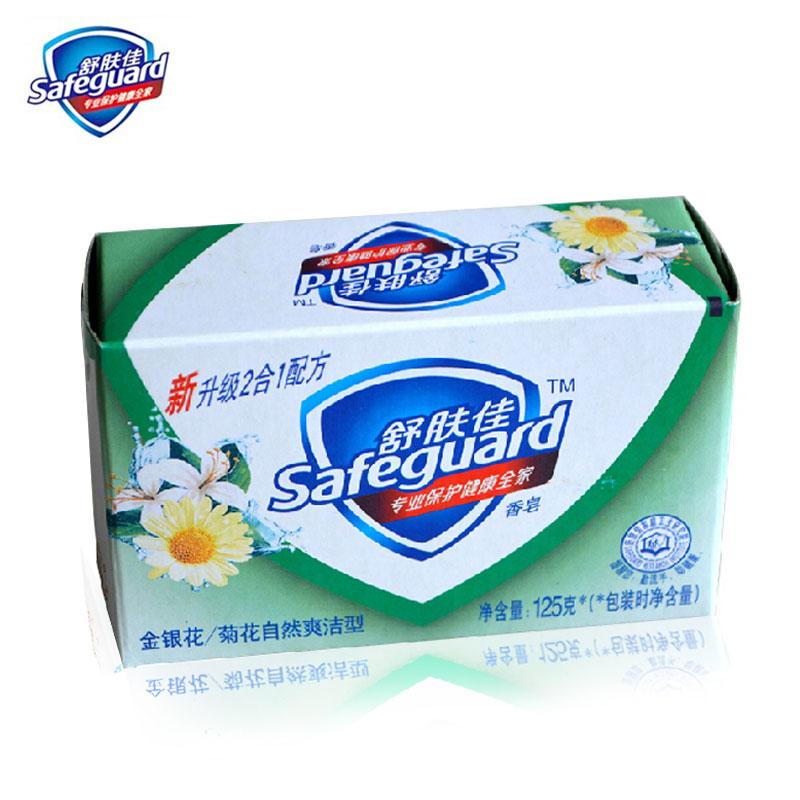 舒肤佳
Safeguard
专业保护健康全家
香皂
专业保护健康全家
Safeguard
舒肤佳
TM
新升级2合1配方
TM
舒肤佳
Safeguard
专业保护健康全家
香皂
金银花/菊花自然爽洁型
净含量:125克*(*包装时净含量)